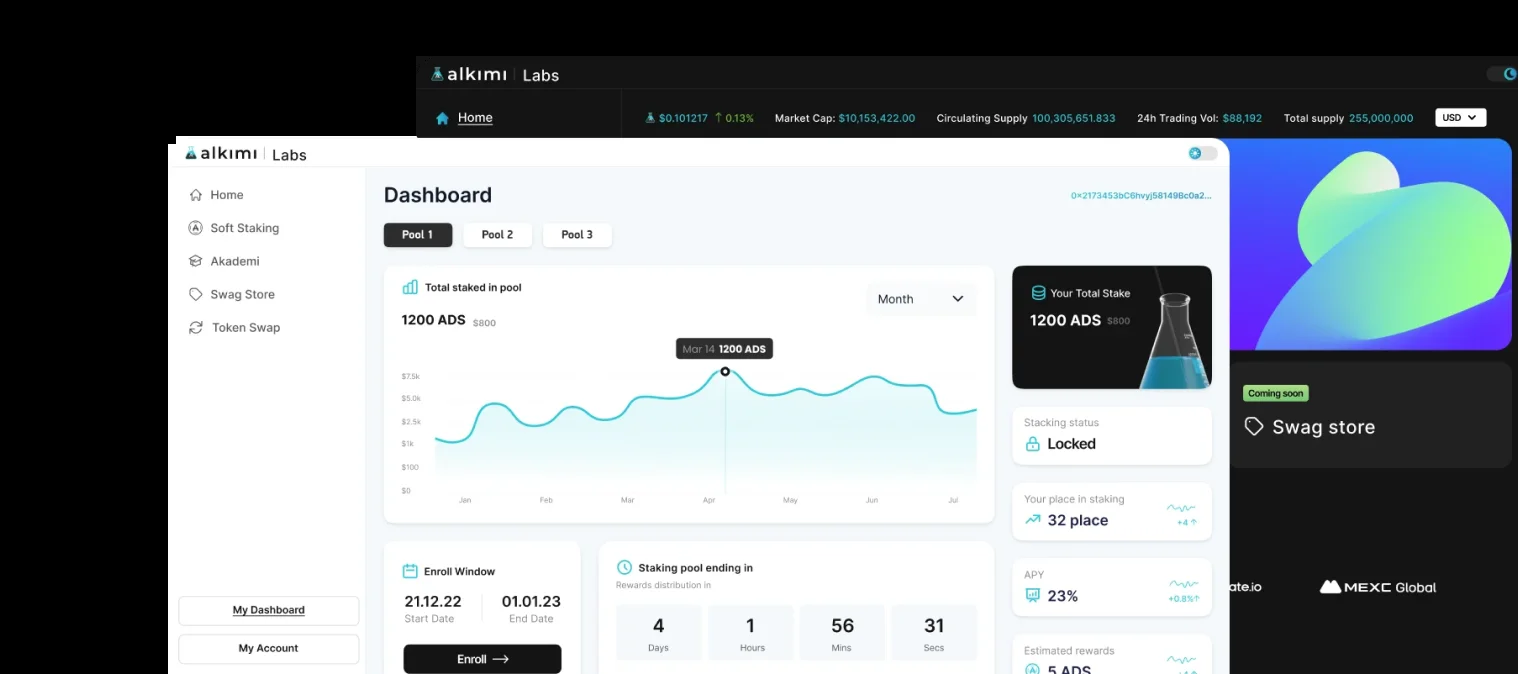 alkimi Labs
Home
$0.101217 ↑ 0.13% Market Cap: $10,153,422.00 Circulating Supply 100,305,651.833 24h Trading Vol: $88,192 Total supply 255,000,000 USD
alkimi Labs
Home
Soft Staking
Akademi
Swag Store
Token Swap
My Dashboard
My Account
Dashboard
0x2173453bC6hvyj58149Bc0a2...
Pool 1 Pool 2 Pool 3
Total staked in pool
1200 ADS $800
Month
Mar 14 1200 ADS
$7.5k
$5.0k
$2.5k
$1k
$100
$0
Jan Feb Mar Apr May Jun Jul
Enroll Window
21.12.22 01.01.23
Start Date End Date
Enroll →
Staking pool ending in
Rewards distribution in
4 1 56 31
Days Hours Mins Secs
Your Total Stake
1200 ADS $800
Stacking status
Locked
Your place in staking
32 place
+4 ↑
APY
23%
+0.8%↑
Estimated rewards
5 ADS
Coming soon
Swag store
ate.io MEXC Global